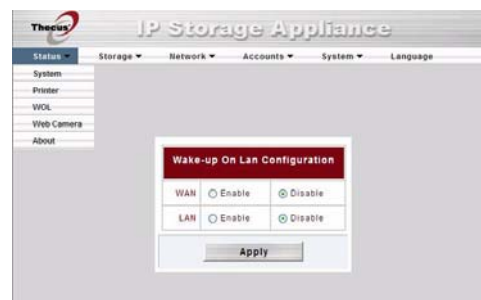 Thecus
IP Storage Appliance
Status Storage Network Accounts System Language
System
Printer
WOL
Web Camera
About
Wake-up On Lan Configuration
WAN Enable Disable
LAN Enable Disable
Apply